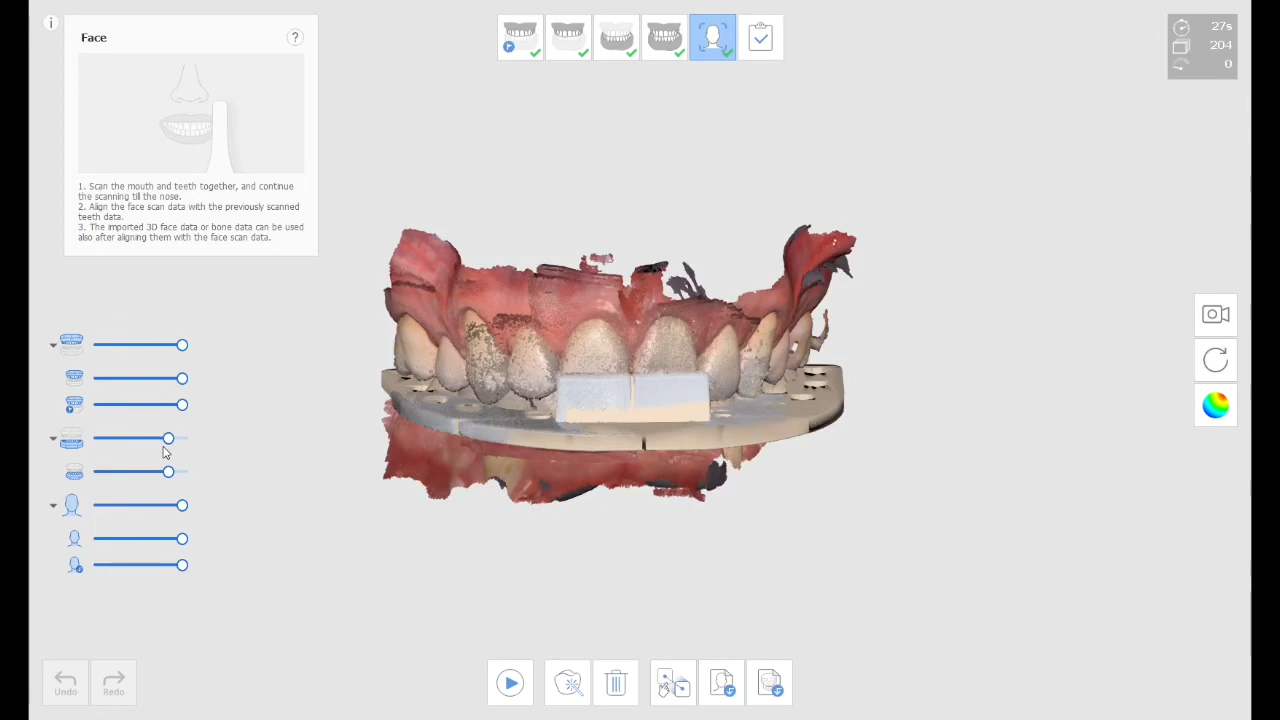 i
Face
?
27s
204
0
1. Scan the mouth and teeth together, and continue
the scanning till the nose.
2. Align the face scan data with the previously scanned
teeth data.
3. The imported 3D face data or bone data can be used
also after aligning them with the face scan data.
Undo
Redo